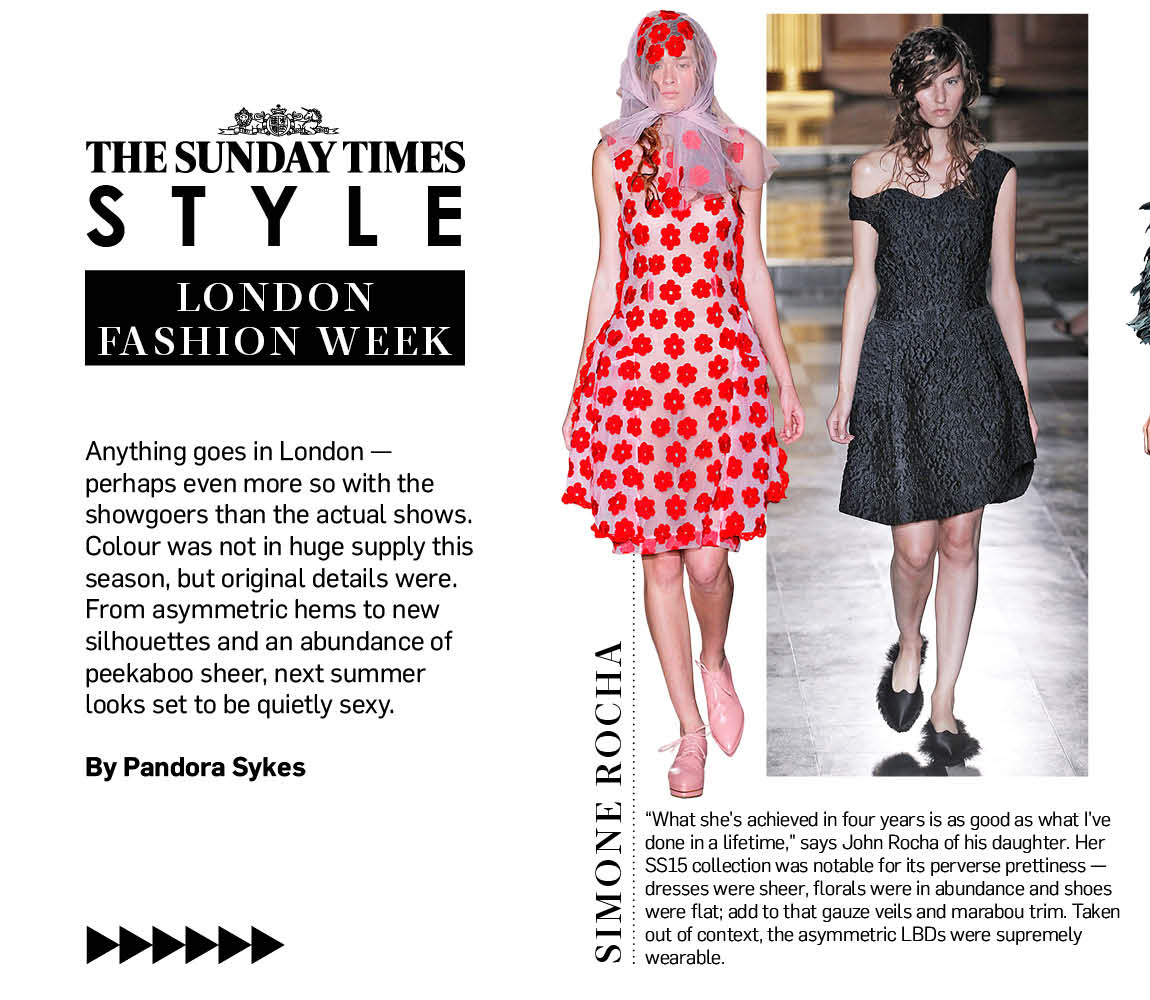 THE SUNDAY TIMES
STYLE
LONDON
FASHION WEEK
Anything goes in London —
perhaps even more so with the
showgoers than the actual shows.
Colour was not in huge supply this
season, but original details were.
From asymmetric hems to new
silhouettes and an abundance of
peekaboo sheer, next summer
looks set to be quietly sexy.
By Pandora Sykes
SIMONE ROCHA
“What she’s achieved in four years is as good as what I’ve
done in a lifetime,” says John Rocha of his daughter. Her
SS15 collection was notable for its perverse prettiness —
dresses were sheer, florals were in abundance and shoes
were flat; add to that gauze veils and marabou trim. Taken
out of context, the asymmetric LBDs were supremely
wearable.